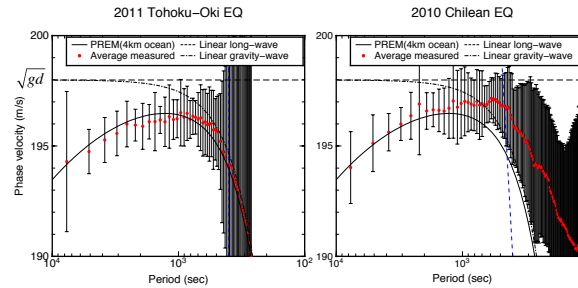 2011 Tohoku-Oki EQ
200
PREM(4km ocean)
Average measured
Linear long-wave
Linear gravity-wave
√gd
195
190
Phase velocity (m/s)
10⁴
10³
10²
Period (sec)
2010 Chilean EQ
200
PREM(4km ocean)
Average measured
Linear long-wave
Linear gravity-wave
195
190
10⁴
10³
Period (sec)